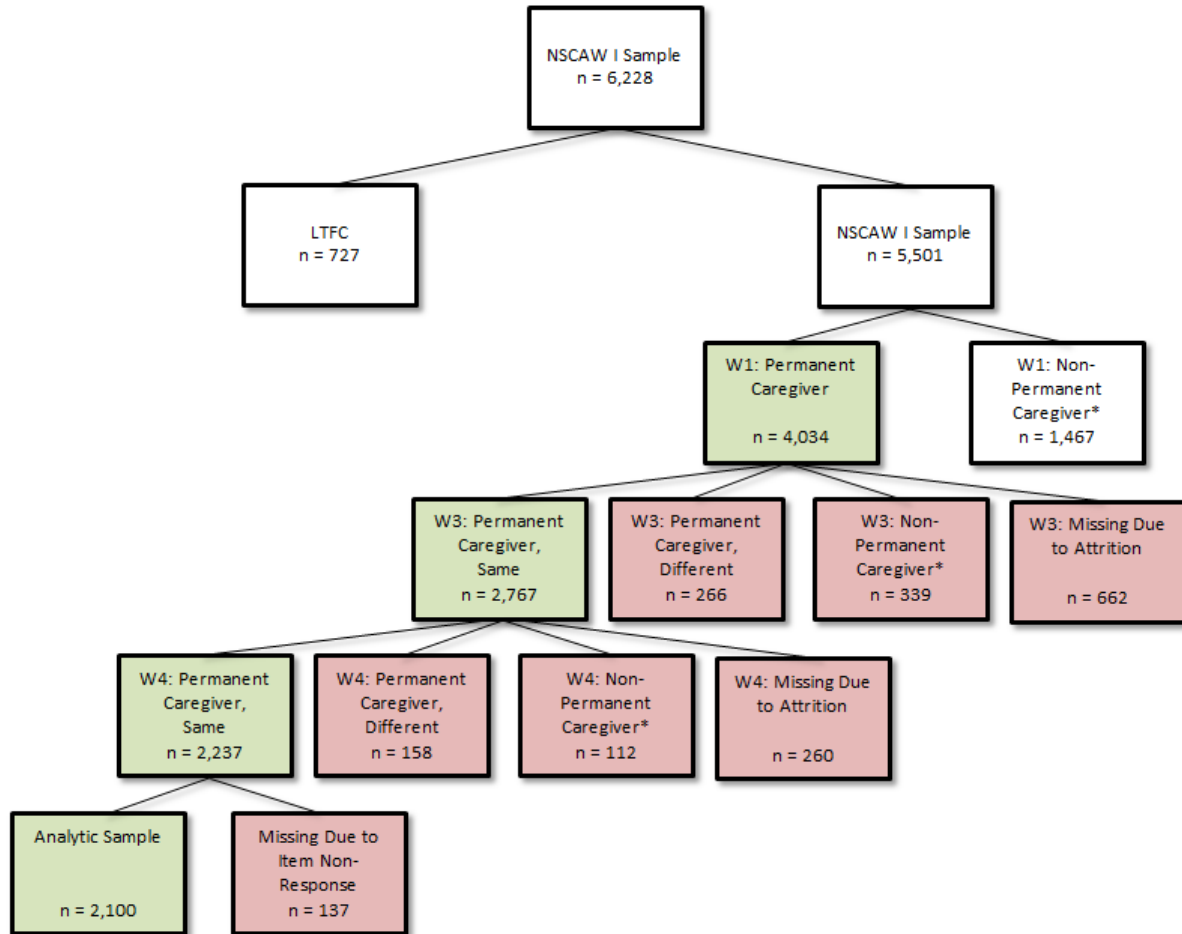 NSCAW I Sample
n = 6,228
LTFC
n = 727
NSCAW I Sample
n = 5,501
W1: Permanent
Caregiver
n = 4,034
W1: Non-
Permanent
Caregiver*
n = 1,467
W3: Permanent
Caregiver,
Same
n = 2,767
W3: Permanent
Caregiver,
Different
n = 266
W3: Non-
Permanent
Caregiver*
n = 339
W3: Missing Due
to Attrition
n = 662
W4: Permanent
Caregiver,
Same
n = 2,237
W4: Permanent
Caregiver,
Different
n = 158
W4: Non-
Permanent
Caregiver*
n = 112
W4: Missing Due
to Attrition
n = 260
Analytic Sample
n = 2,100
Missing Due to
Item Non-
Response
n = 137